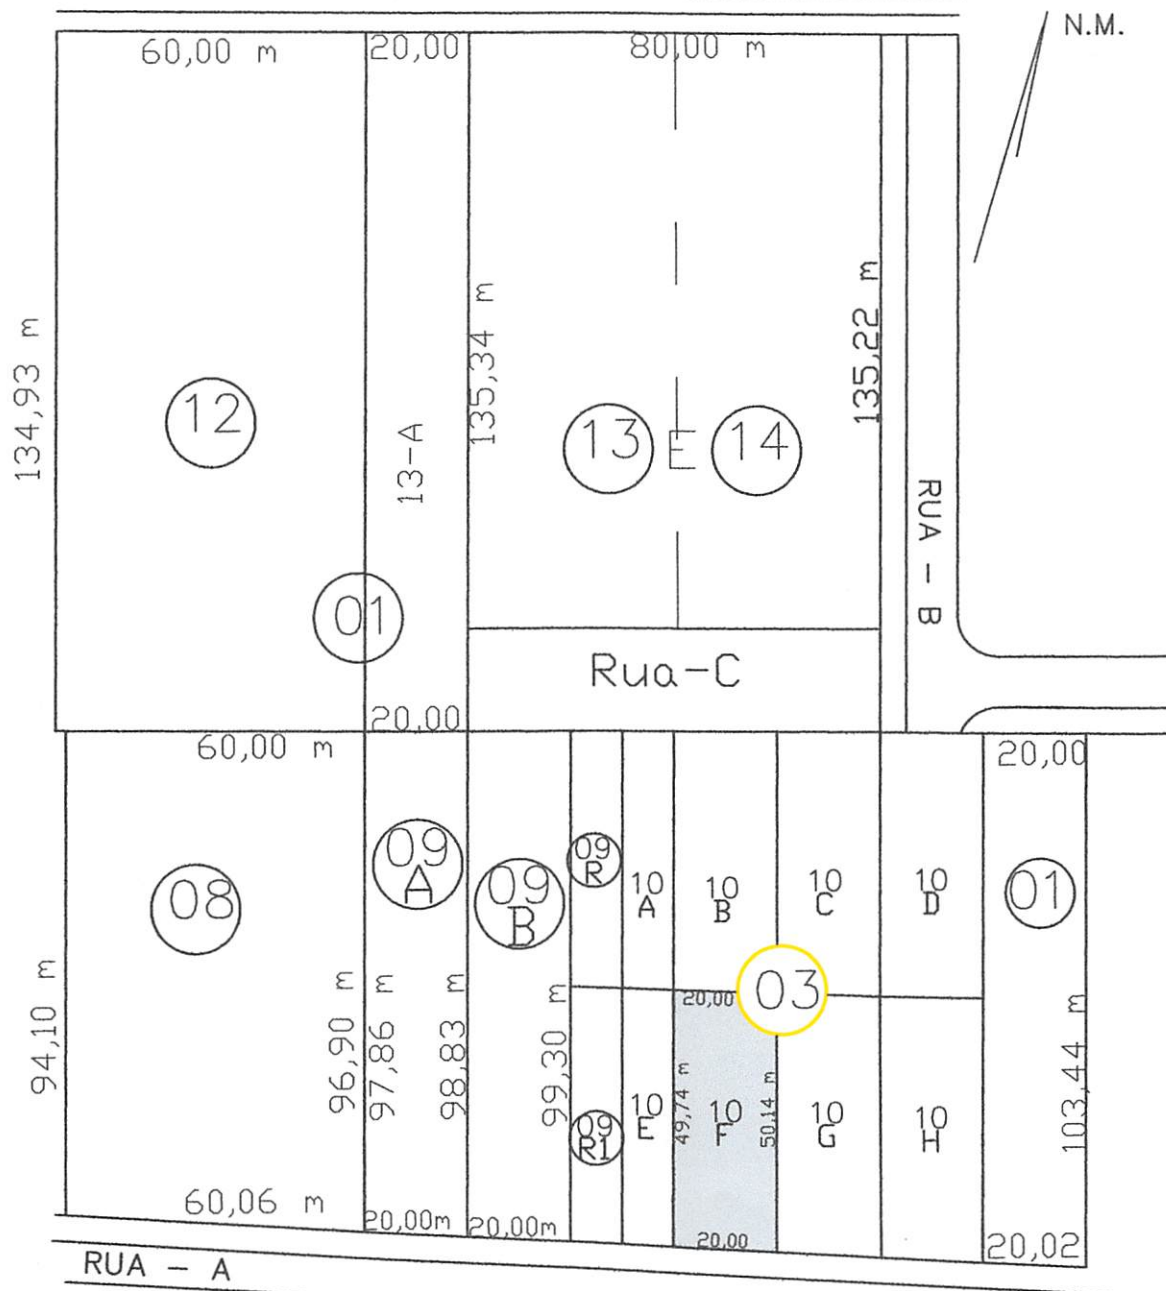 N.M.
60,00 m
20,00
80,00 m
134,93 m
12
13-A
135,34 m
13
E
14
135,22 m
RUA - B
01
Rua-C
20,00
60,00 m
20,00
08
09
A
09
B
09
R
10
A
10
B
10
C
10
D
01
03
20,00
94,10 m
96,90 m
97,86 m
98,83 m
99,30 m
09
R1
10
E
49,74 m
10
F
50,14 m
10
G
10
H
103,44 m
60,06 m
20,00m
20,00m
20,00
20,02
RUA - A